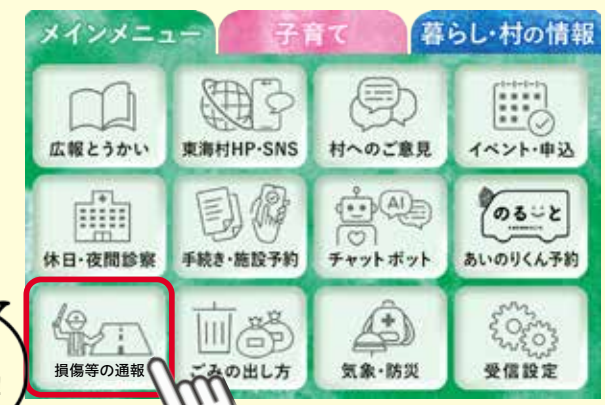 メインメニュー
子育て
暮らし・村の情報
広報とうかい
東海村HP・SNS
村へのご意見
イベント・申込
休日・夜間診察
手続き・施設予約
AI
チャットボット
のるーと
あいのりくん予約
損傷等の通報
ごみの出し方
気象・防災
受信設定